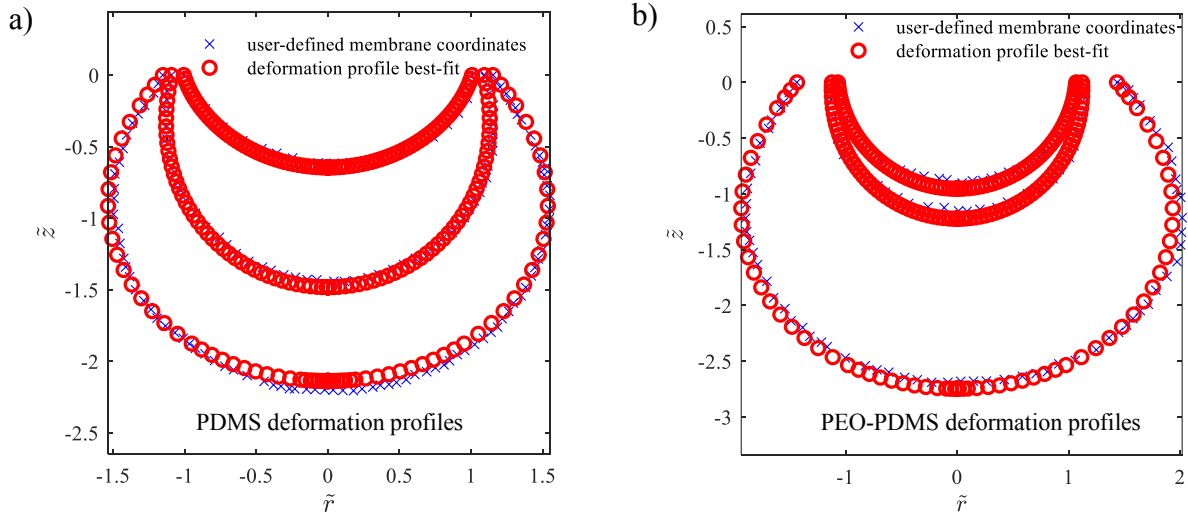 a)
user-defined membrane coordinates
deformation profile best-fit
0
-0.5
-1
-1.5
-2
-2.5
z̃
PDMS deformation profiles
-1.5 -1 -0.5 0 0.5 1 1.5
r̃
b)
user-defined membrane coordinates
deformation profile best-fit
0.5
0
-0.5
-1
-1.5
-2
-2.5
-3
z̃
PEO-PDMS deformation profiles
-1 0 1 2
r̃